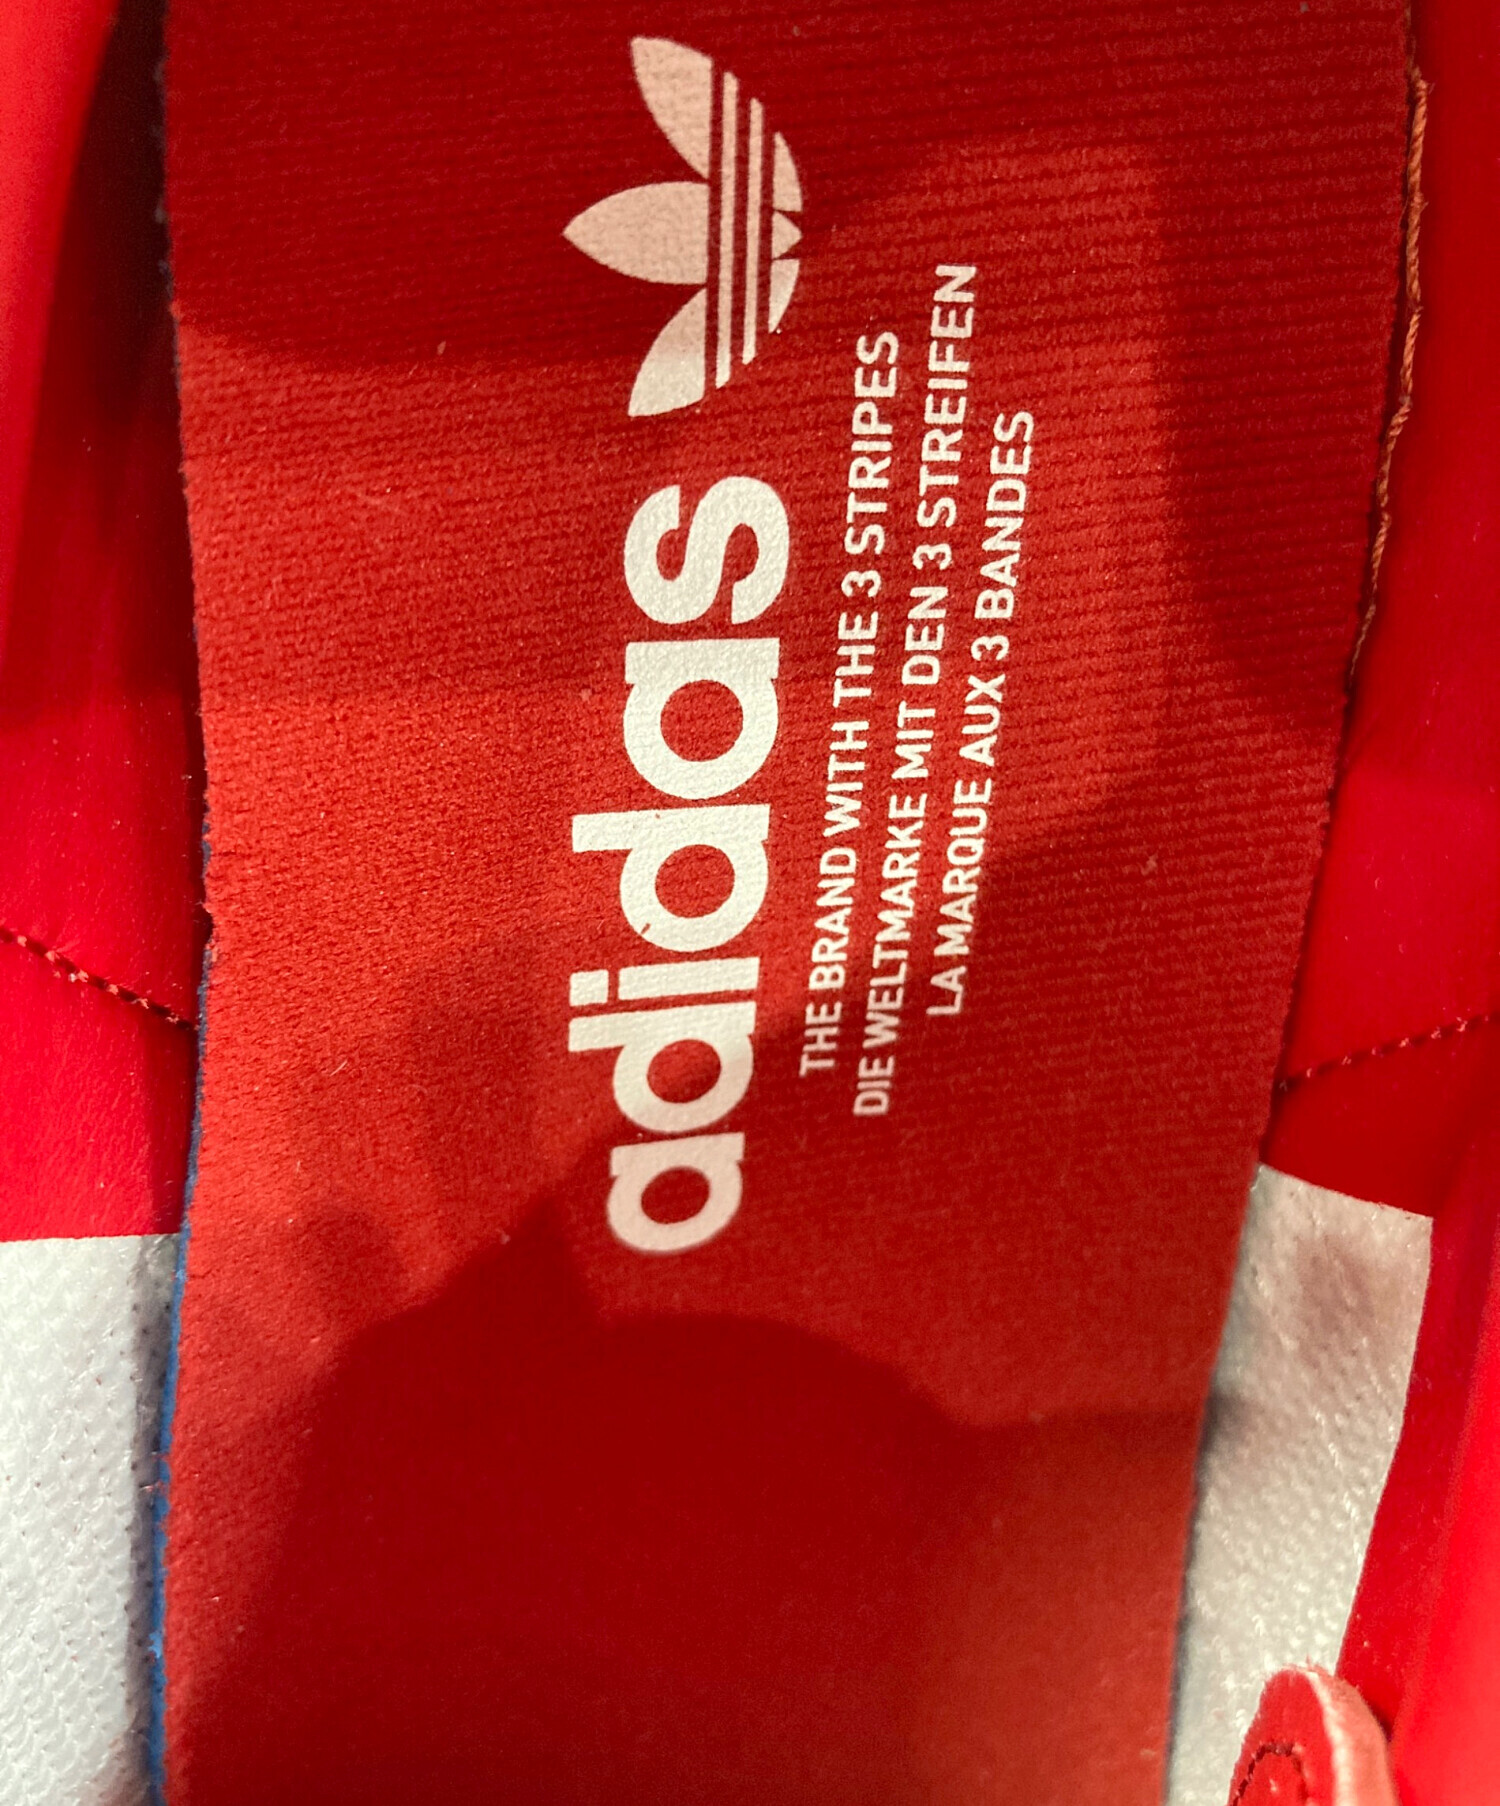 adidas
THE BRAND WITH THE 3 STRIPES
DIE WELTMARKE MIT DEN 3 STREIFEN
LA MARQUE AUX 3 BANDES